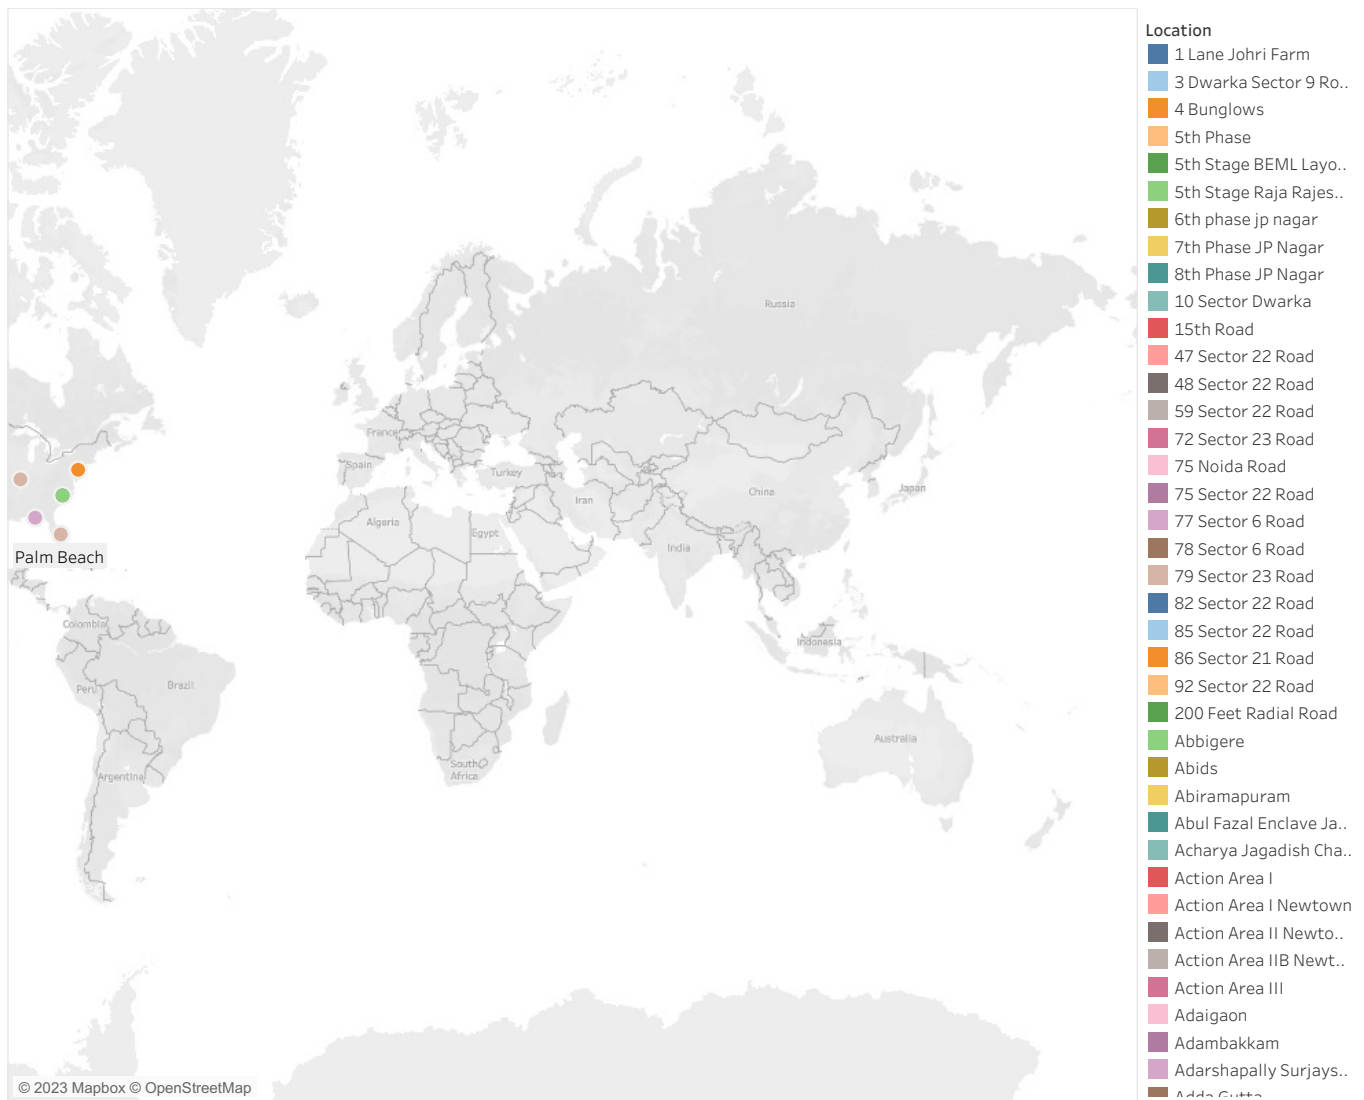 Russia
France
Spain
Turkey
China
Japan
Iran
Algeria
Egypt
India
Palm Beach
Colombia
Indonesia
Peru
Brazil
Australia
South
Africa
Argentina
© 2023 Mapbox © OpenStreetMap
Location
1 Lane Johri Farm
3 Dwarka Sector 9 Ro..
4 Bunglows
5th Phase
5th Stage BEML Layo..
5th Stage Raja Rajes..
6th phase jp nagar
7th Phase JP Nagar
8th Phase JP Nagar
10 Sector Dwarka
15th Road
47 Sector 22 Road
48 Sector 22 Road
59 Sector 22 Road
72 Sector 23 Road
75 Noida Road
75 Sector 22 Road
77 Sector 6 Road
78 Sector 6 Road
79 Sector 23 Road
82 Sector 22 Road
85 Sector 22 Road
86 Sector 21 Road
92 Sector 22 Road
200 Feet Radial Road
Abbigere
Abids
Abiramapuram
Abul Fazal Enclave Ja..
Acharya Jagadish Cha..
Action Area I
Action Area I Newtown
Action Area II Newto..
Action Area IIB Newt..
Action Area III
Adaigaon
Adambakkam
Adarshapally Surjays..
Adda Gutta